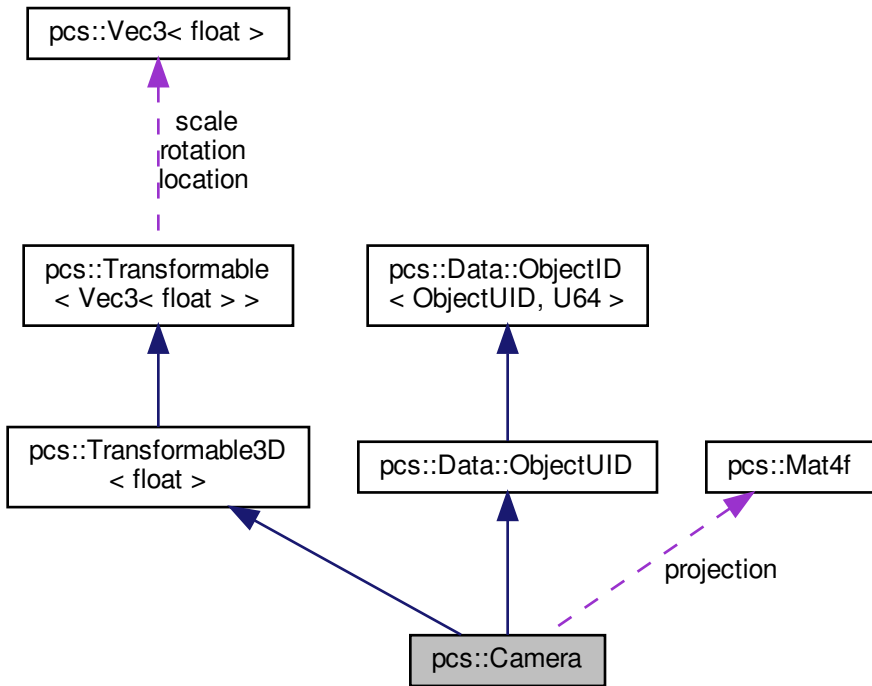 pcs::Vec3< float >
scale
rotation
location
pcs::Transformable
< Vec3< float > >
pcs::Data::ObjectID
< ObjectUID, U64 >
pcs::Transformable3D
< float >
pcs::Data::ObjectUID
pcs::Mat4f
projection
pcs::Camera